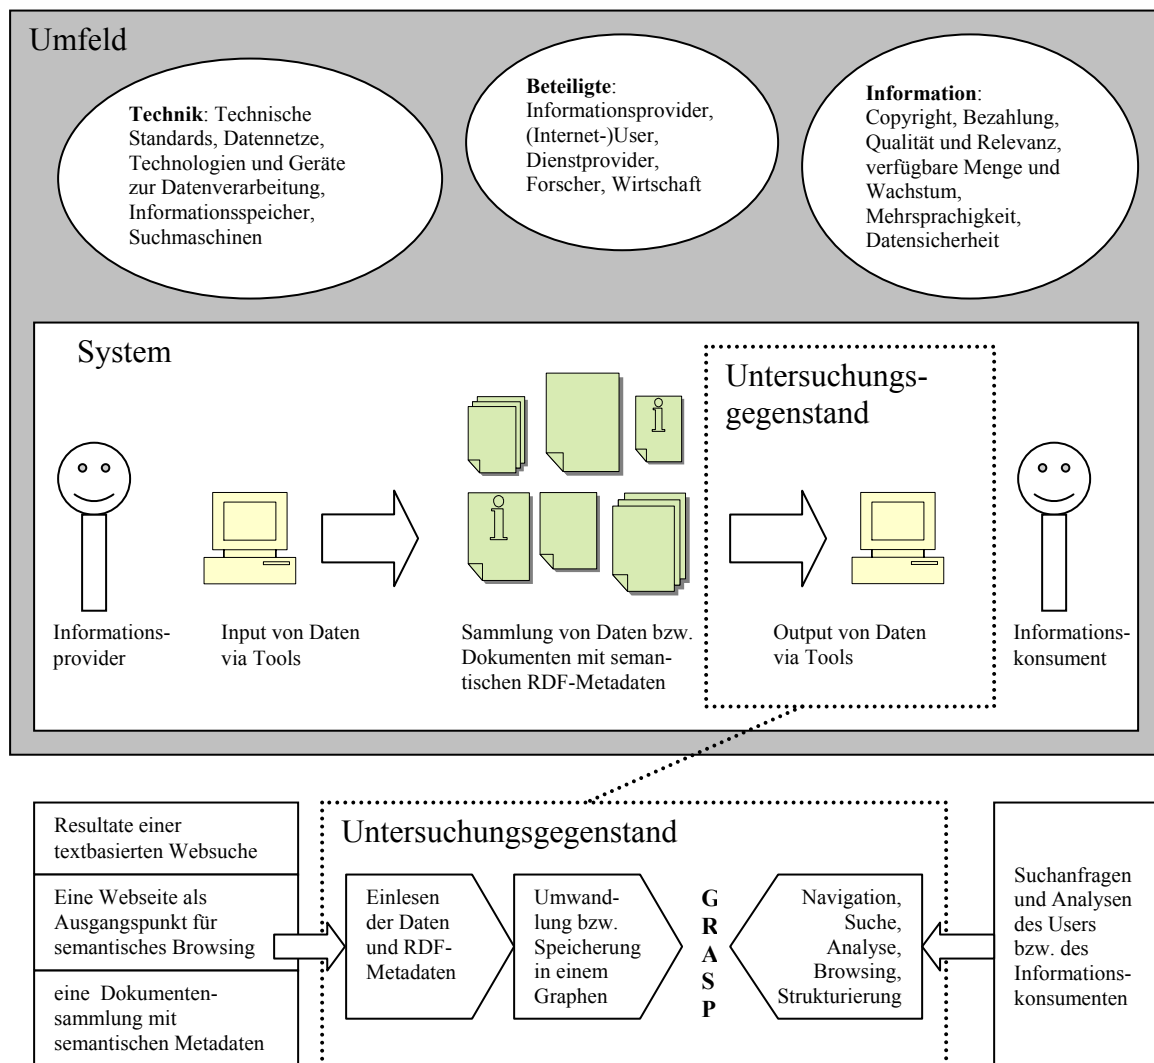 Umfeld
Technik: Technische
Standards, Datennetze,
Technologien und Geräte
zur Datenverarbeitung,
Informationsspeicher,
Suchmaschinen
Beteiligte:
Informationsprovider,
(Internet-)User,
Dienstprovider,
Forscher, Wirtschaft
Information:
Copyright, Bezahlung,
Qualität und Relevanz,
verfügbare Menge und
Wachstum,
Mehrsprachigkeit,
Datensicherheit
System
Untersuchungs-
gegenstand
i
i
Informations-
provider
Input von Daten
via Tools
Sammlung von Daten bzw.
Dokumenten mit seman-
tischen RDF-Metadaten
Output von Daten
via Tools
Informations-
konsument
Resultate einer
textbasierten Websuche
Eine Webseite als
Ausgangspunkt für
semantisches Browsing
eine Dokumenten-
sammlung mit
semantischen Metadaten
Untersuchungsgegenstand
Einlesen
der Daten
und RDF-
Metadaten
Umwand-
lung bzw.
Speicherung
in einem
Graphen
G
R
A
S
P
Navigation,
Suche,
Analyse,
Browsing,
Strukturierung
Suchanfragen
und Analysen
des Users
bzw. des
Informations-
konsumenten